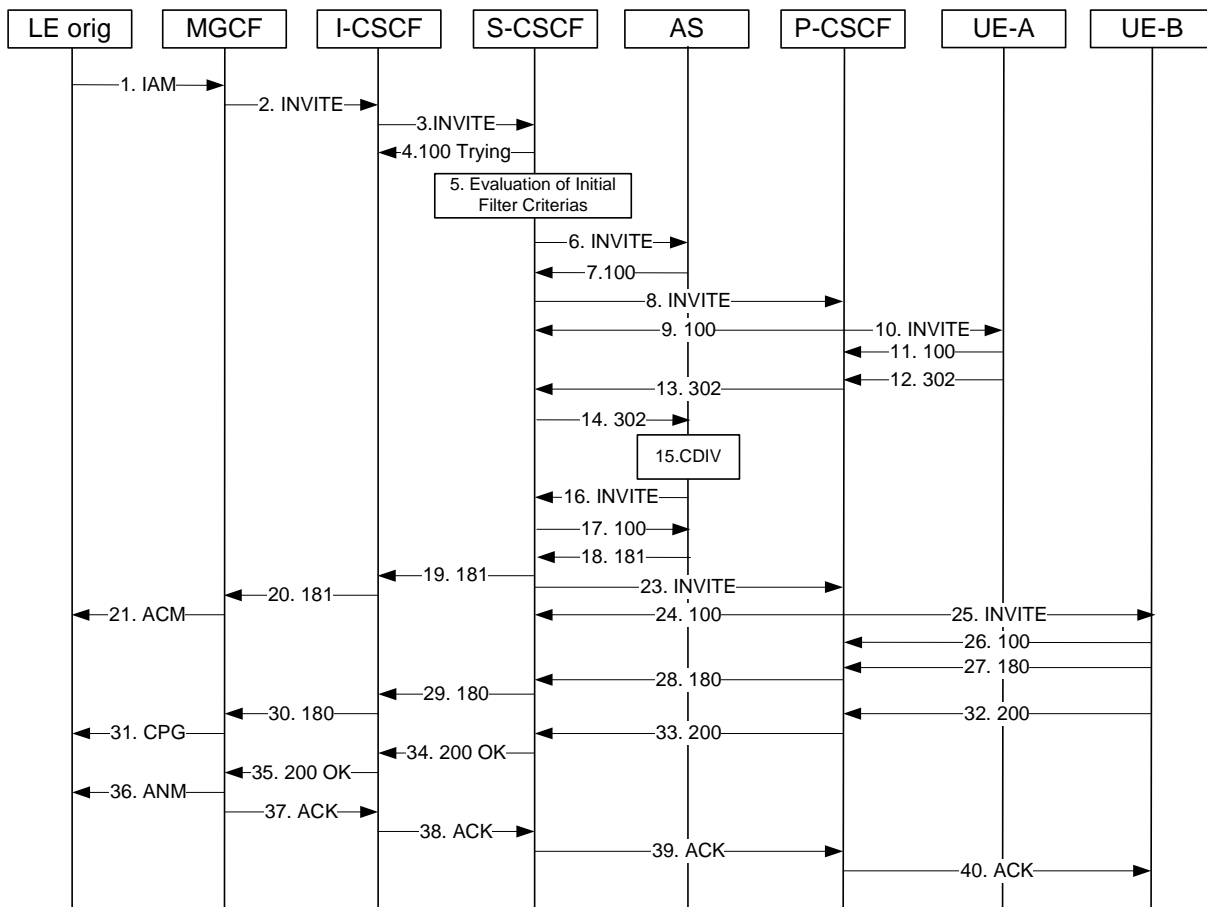 LE orig
MGCF
I-CSCF
S-CSCF
AS
P-CSCF
UE-A
UE-B
1. IAM
2. INVITE
3.INVITE
4.100 Trying
5. Evaluation of Initial
Filter Criterias
6. INVITE
7.100
8. INVITE
9. 100
10. INVITE
11. 100
12. 302
13. 302
14. 302
15.CDIV
16. INVITE
17. 100
18. 181
19. 181
20. 181
21. ACM
23. INVITE
24. 100
25. INVITE
26. 100
27. 180
28. 180
29. 180
30. 180
31. CPG
32. 200
33. 200
34. 200 OK
35. 200 OK
36. ANM
37. ACK
38. ACK
39. ACK
40. ACK